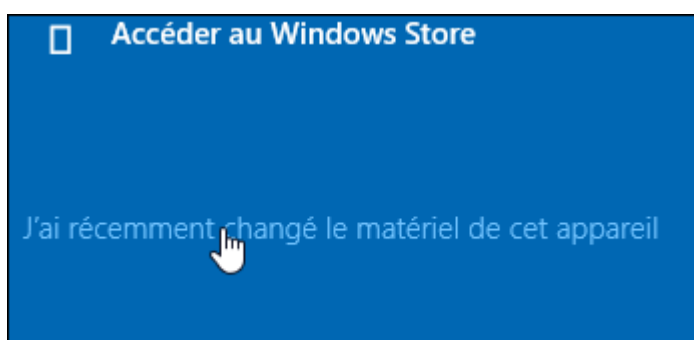 Accéder au Windows Store
J'ai récemment changé le matériel de cet appareil